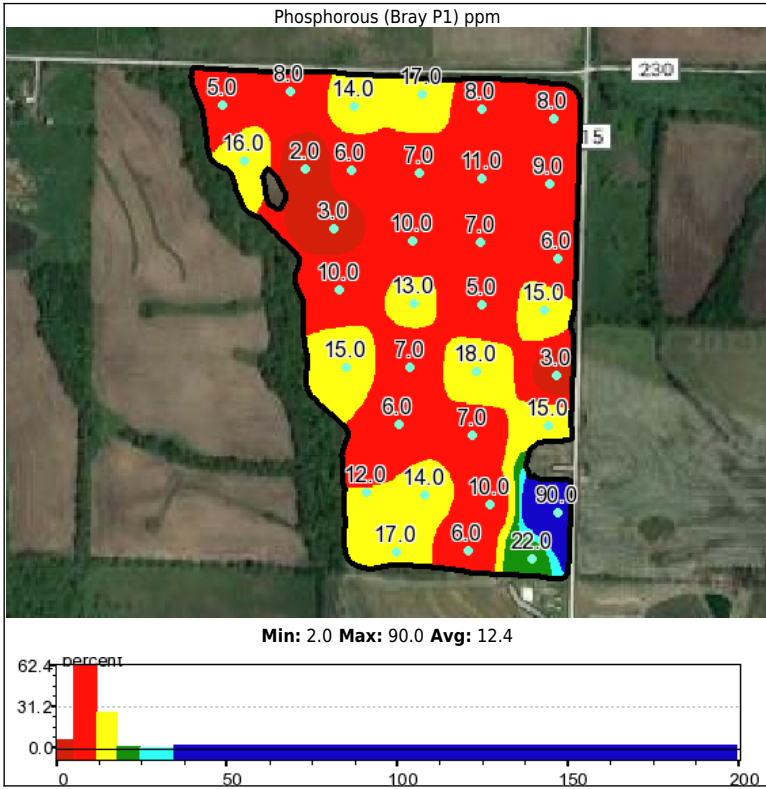 Phosphorous (Bray P1) ppm
230
15
5.0 8.0 14.0 17.0 8.0 8.0
16.0 2.0 6.0 7.0 11.0 9.0
3.0 10.0 7.0 6.0
10.0 13.0 5.0 15.0
15.0 7.0 18.0 3.0
6.0 7.0 15.0
12.0 14.0 10.0 90.0
17.0 6.0 22.0
Min: 2.0 Max: 90.0 Avg: 12.4
percent
62.4
31.2
0.0
0 50 100 150 200